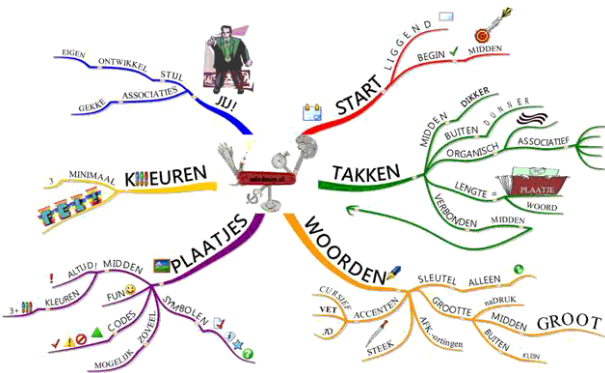 START
LIGGEND
BEGIN
MIDDEN
TAKKEN
MIDDEN
DIKKER
BUITEN
DUNNER
ORGANISCH
ASSOCIATIEF
LENGTE =
PLAATJE
WOORD
VERBONDEN
MIDDEN
WOORDEN
SLEUTEL
ALLEEN
GROOTTE
naDRUK
MIDDEN
GROOT
BUITEN
KLEIN
AFK.ortingen
ACCENTEN
CURSIEF
VET
STEEK
PLAATJES
ALTIJD!
MIDDEN
!
KLEUREN
3+
FUN
CODES
ZOVEEL
MOGELIJK
SYMBOLEN
K EUREN
MINIMAAL
3
JIJ!
STIJL
ONTWIKKEL
EIGEN
ASSOCIATIES
GEKKE